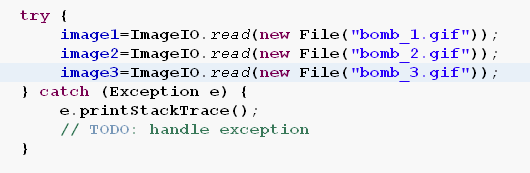 try {
image1=ImageIO.read(new File("bomb_1.gif"));
image2=ImageIO.read(new File("bomb_2.gif"));
image3=ImageIO.read(new File("bomb_3.gif"));
} catch (Exception e) {
e.printStackTrace();
// TODO: handle exception
}